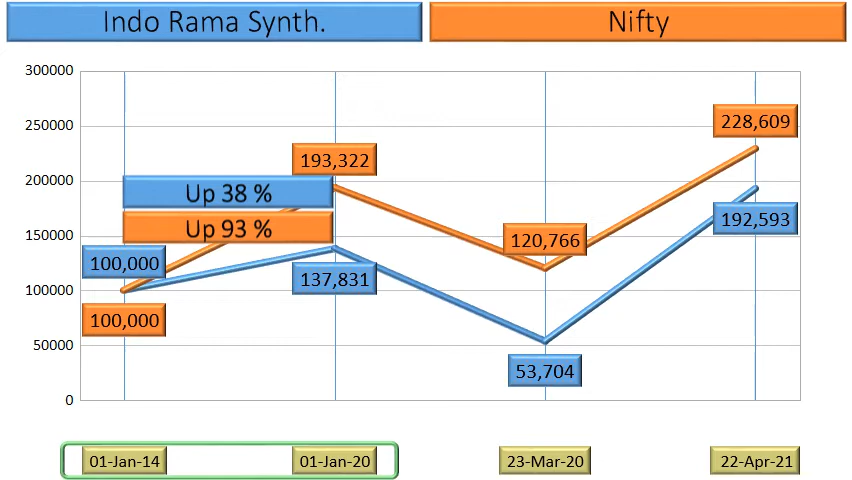 Indo Rama Synth.
Nifty
300000
250000
200000
150000
100000
50000
0
228,609
193,322
Up 38 %
192,593
Up 93 %
120,766
100,000
137,831
100,000
53,704
01-Jan-14
01-Jan-20
23-Mar-20
22-Apr-21